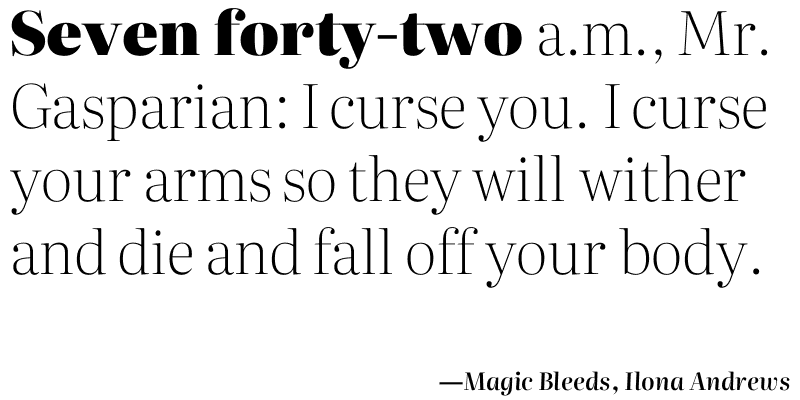 Seven forty-two a.m., Mr.
Gasparian: I curse you. I curse
your arms so they will wither
and die and fall off your body.
—Magic Bleeds, Ilona Andrews